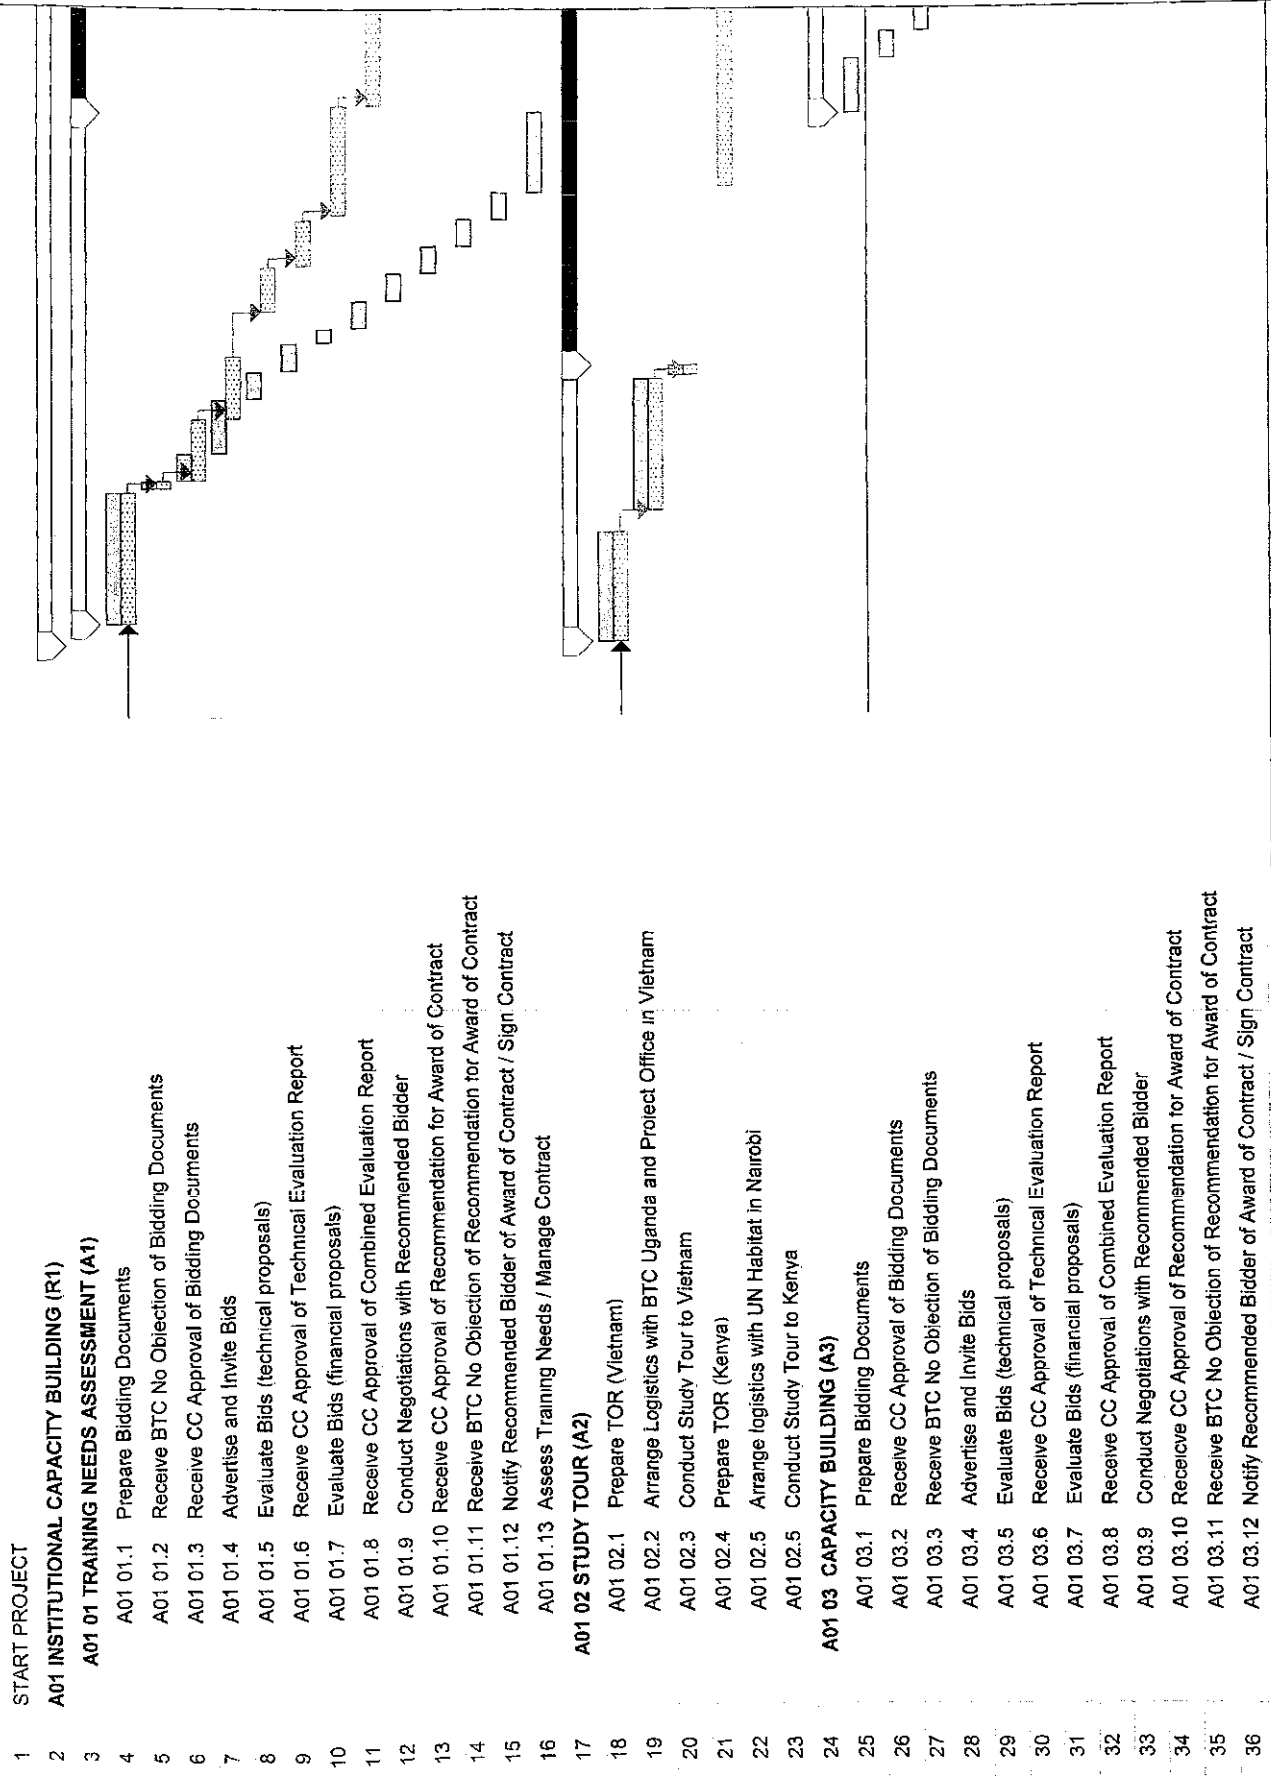 1 START PROJECT
2 A01 INSTITUTIONAL CAPACITY BUILDING (R1)
3 A01 01 TRAINING NEEDS ASSESSMENT (A1)
4 A01 01.1 Prepare Bidding Documents
5 A01 01.2 Receive BTC No Objection of Bidding Documents
6 A01 01.3 Receive CC Approval of Bidding Documents
7 A01 01.4 Advertise and Invite Bids
8 A01 01.5 Evaluate Bids (technical proposals)
9 A01 01.6 Receive CC Approval of Technical Evaluation Report
10 A01 01.7 Evaluate Bids (financial proposals)
11 A01 01.8 Receive CC Approval of Combined Evaluation Report
12 A01 01.9 Conduct Negotiations with Recommended Bidder
13 A01 01.10 Receive CC Approval of Recommendation for Award of Contract
14 A01 01.11 Receive BTC No Objection of Recommendation for Award of Contract
15 A01 01.12 Notify Recommended Bidder of Award of Contract / Sign Contract
16 A01 01.13 Assess Training Needs / Manage Contract
17 A01 02 STUDY TOUR (A2)
18 A01 02.1 Prepare TOR (Vietnam)
19 A01 02.2 Arrange Logistics with BTC Uganda and Project Office in Vietnam
20 A01 02.3 Conduct Study Tour to Vietnam
21 A01 02.4 Prepare TOR (Kenya)
22 A01 02.5 Arrange logistics with UN Habitat in Nairobi
23 A01 02.5 Conduct Study Tour to Kenya
24 A01 03 CAPACITY BUILDING (A3)
25 A01 03.1 Prepare Bidding Documents
26 A01 03.2 Receive CC Approval of Bidding Documents
27 A01 03.3 Receive BTC No Objection of Bidding Documents
28 A01 03.4 Advertise and Invite Bids
29 A01 03.5 Evaluate Bids (technical proposals)
30 A01 03.6 Receive CC Approval of Technical Evaluation Report
31 A01 03.7 Evaluate Bids (financial proposals)
32 A01 03.8 Receive CC Approval of Combined Evaluation Report
33 A01 03.9 Conduct Negotiations with Recommended Bidder
34 A01 03.10 Receicve CC Approval of Recommendation for Award of Contract
35 A01 03.11 Receive BTC No Objection of Recommendation for Award of Contract
36 A01 03.12 Notify Recommended Bidder of Award of Contract / Sign Contract